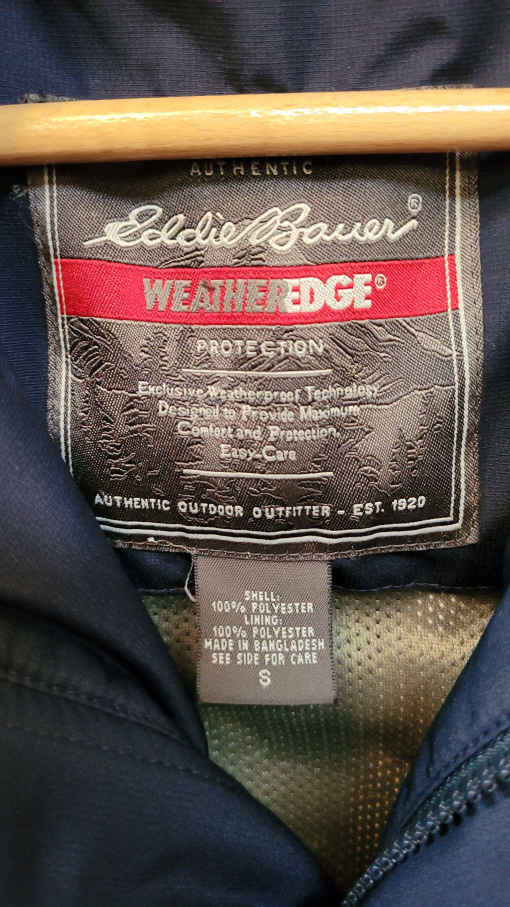 AUTHENTIC
Eddie Bauer®
WEATHEREDGE®
PROTECTION
Exclusive Weatherproof Technology
Designed to Provide Maximum
Comfort and Protection,
Easy-Care
AUTHENTIC OUTDOOR OUTFITTER - EST. 1920
SHELL:
100% POLYESTER
LINING:
100% POLYESTER
MADE IN BANGLADESH
SEE SIDE FOR CARE
S